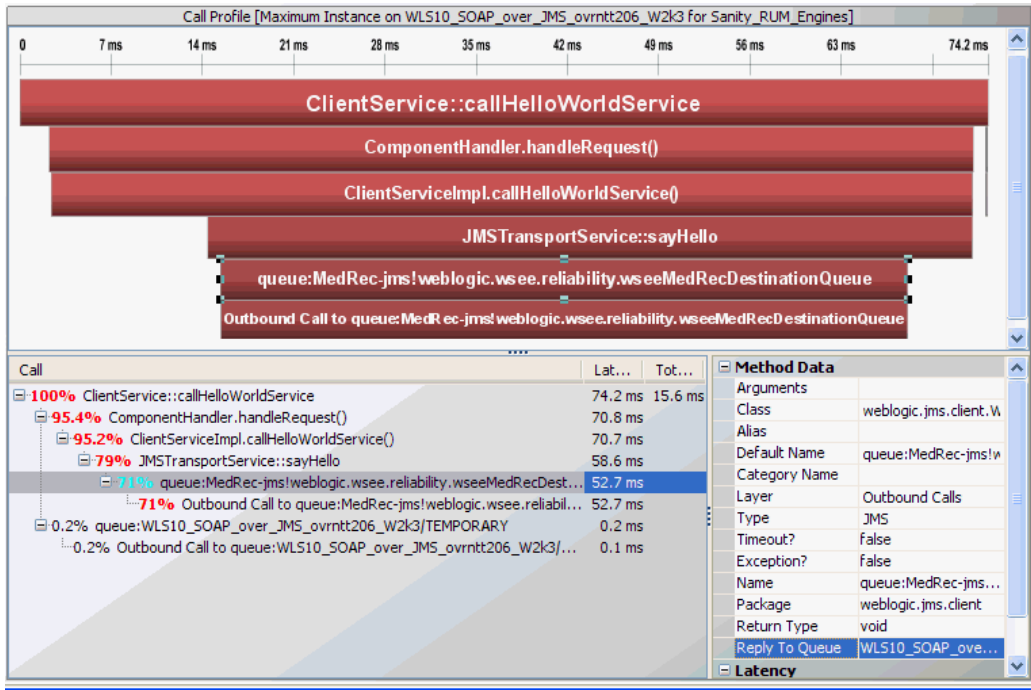 Call Profile [Maximum Instance on WLS10_SOAP_over_JMS_ovrntt206_W2k3 for Sanity_RUM_Engines]
0 7 ms 14 ms 21 ms 28 ms 35 ms 42 ms 49 ms 56 ms 63 ms 74.2 ms
ClientService::callHelloWorldService
ComponentHandler.handleRequest()
ClientServiceImpl.callHelloWorldService()
JMSTransportService::sayHello
queue:MedRec-jms!weblogic.wsee.reliability.wseeMedRecDestinationQueue
Outbound Call to queue:MedRec-jms!weblogic.wsee.reliability.wseeMedRecDestinationQueue
Call Lat... Tot...
100% ClientService::callHelloWorldService 74.2 ms 15.6 ms
95.4% ComponentHandler.handleRequest() 70.8 ms
95.2% ClientServiceImpl.callHelloWorldService() 70.7 ms
79% JMSTransportService::sayHello 58.6 ms
71% queue:MedRec-jms!weblogic.wsee.reliability.wseeMedRecDest... 52.7 ms
71% Outbound Call to queue:MedRec-jms!weblogic.wsee.reliabil... 52.7 ms
0.2% queue:WLS10_SOAP_over_JMS_ovrntt206_W2k3/TEMPORARY 0.2 ms
0.2% Outbound Call to queue:WLS10_SOAP_over_JMS_ovrntt206_W2k3/... 0.1 ms
Method Data
Arguments
Class weblogic.jms.client.W
Alias
Default Name queue:MedRec-jms!w
Category Name
Layer Outbound Calls
Type JMS
Timeout? false
Exception? false
Name queue:MedRec-jms...
Package weblogic.jms.client
Return Type void
Reply To Queue WLS10_SOAP_ove...
Latency